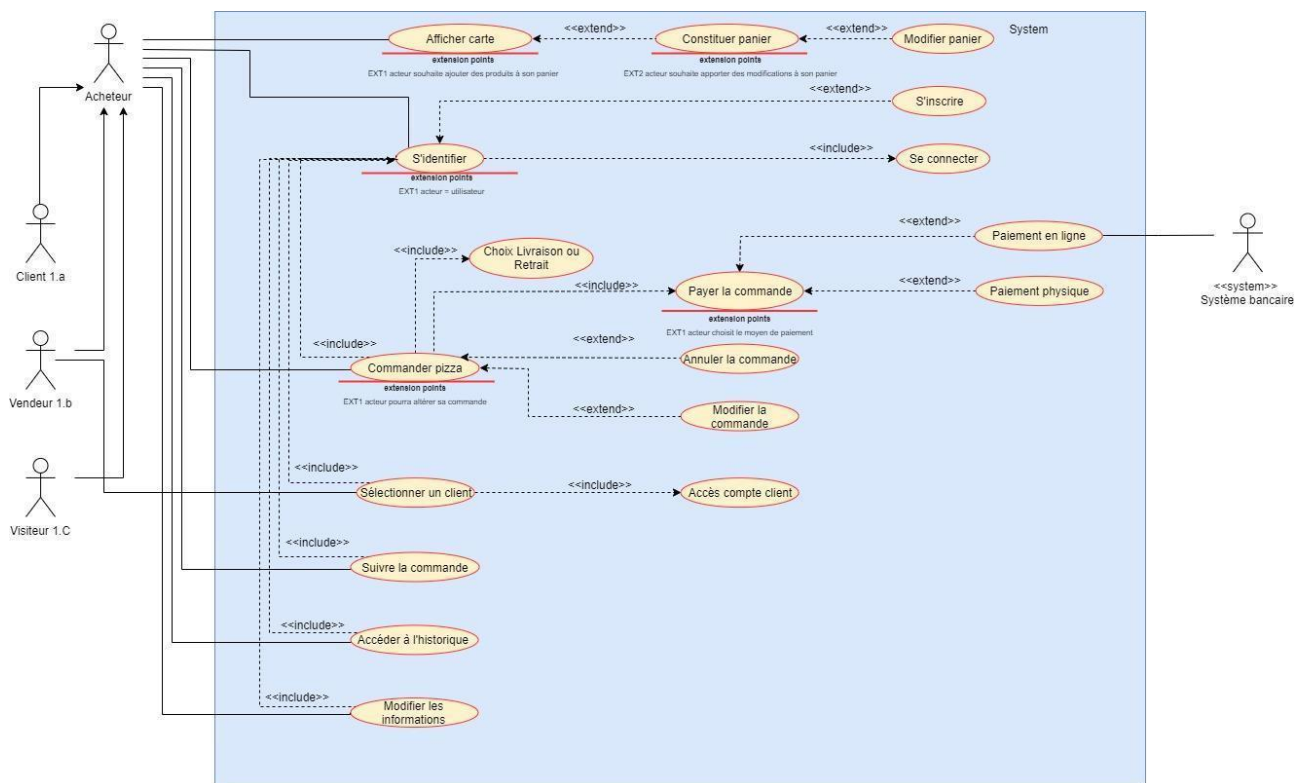 System
Afficher carte
extension points
EXT1 acteur souhaite ajouter des produits à son panier
<<extend>>
Constituer panier
extension points
EXT2 acteur souhaite apporter des modifications à son panier
<<extend>>
Modifier panier
Acheteur
<<extend>>
S'inscrire
S'identifier
extension points
EXT1 acteur = utilisateur
<<include>>
Se connecter
Client 1.a
<<include>>
Choix Livraison ou
Retrait
<<extend>>
Paiement en ligne
<<include>>
Payer la commande
extension points
EXT1 acteur choisit le moyen de paiement
<<extend>>
Paiement physique
<<system>>
Système bancaire
Vendeur 1.b
<<include>>
Commander pizza
extension points
EXT1 acteur pourra altérer sa commande
<<extend>>
Annuler la commande
<<extend>>
Modifier la
commande
Visiteur 1.C
<<include>>
Sélectionner un client
<<include>>
Accès compte client
<<include>>
Suivre la commande
<<include>>
Accéder à l'historique
<<include>>
Modifier les
informations